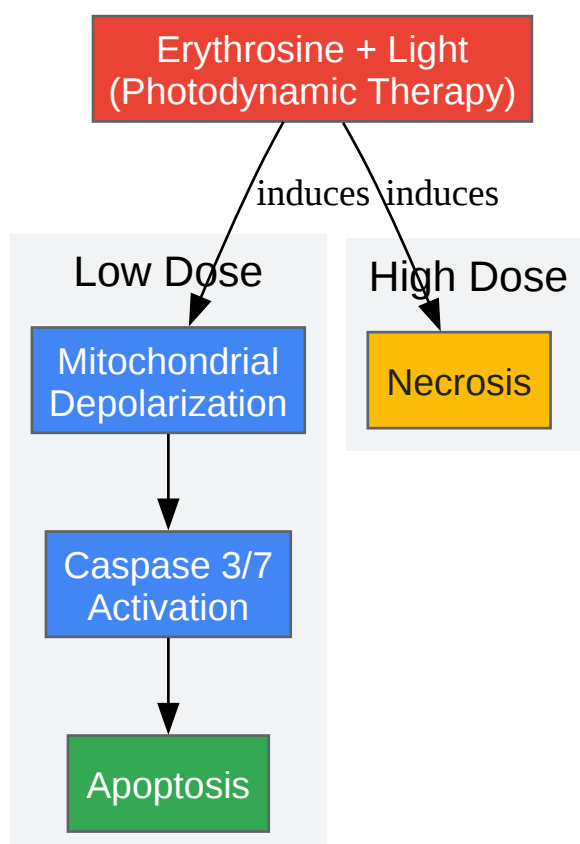 Erythrosine + Light
(Photodynamic Therapy)
induces induces
Low Dose
High Dose
Mitochondrial
Depolarization
Necrosis
Caspase 3/7
Activation
Apoptosis